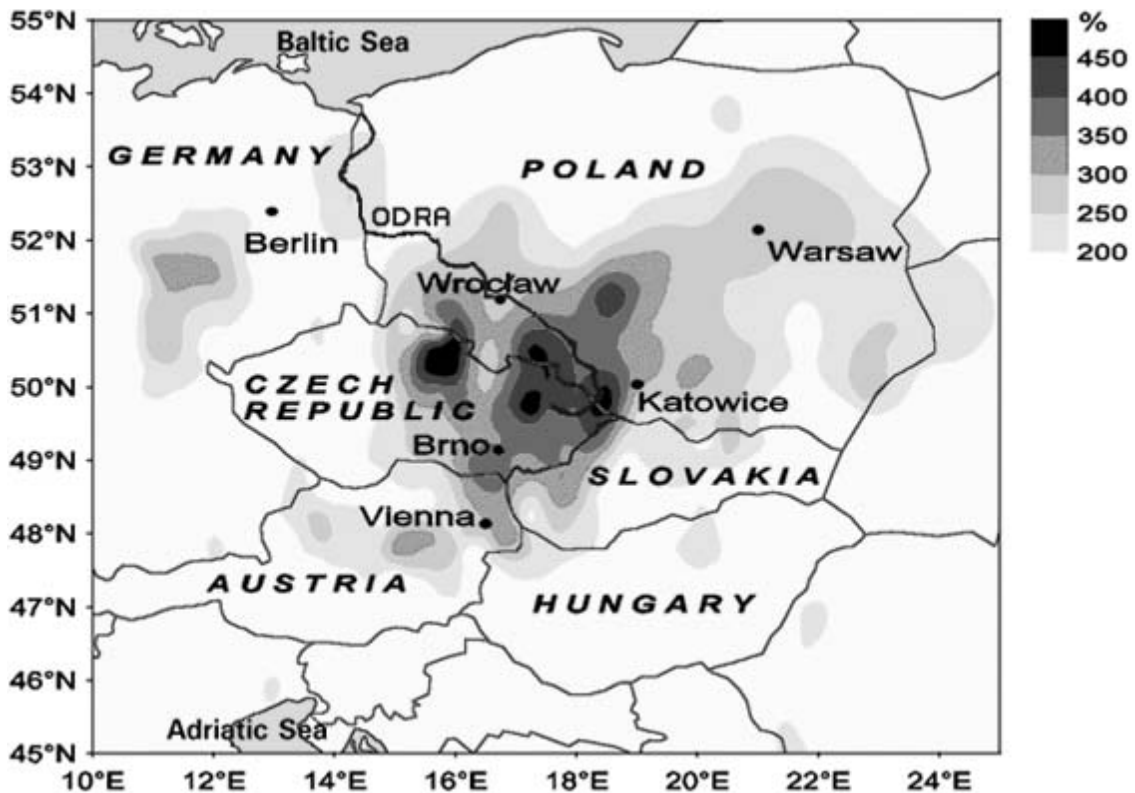 55°N
54°N
53°N
52°N
51°N
50°N
49°N
48°N
47°N
46°N
45°N
Baltic Sea
GERMANY
POLAND
ODRA
Berlin
Warsaw
Wrocław
CZECH
REPUBLIC
Katowice
Brno
SLOVAKIA
Vienna
AUSTRIA
HUNGARY
Adriatic Sea
10°E
12°E
14°E
16°E
18°E
20°E
22°E
24°E
%
450
400
350
300
250
200